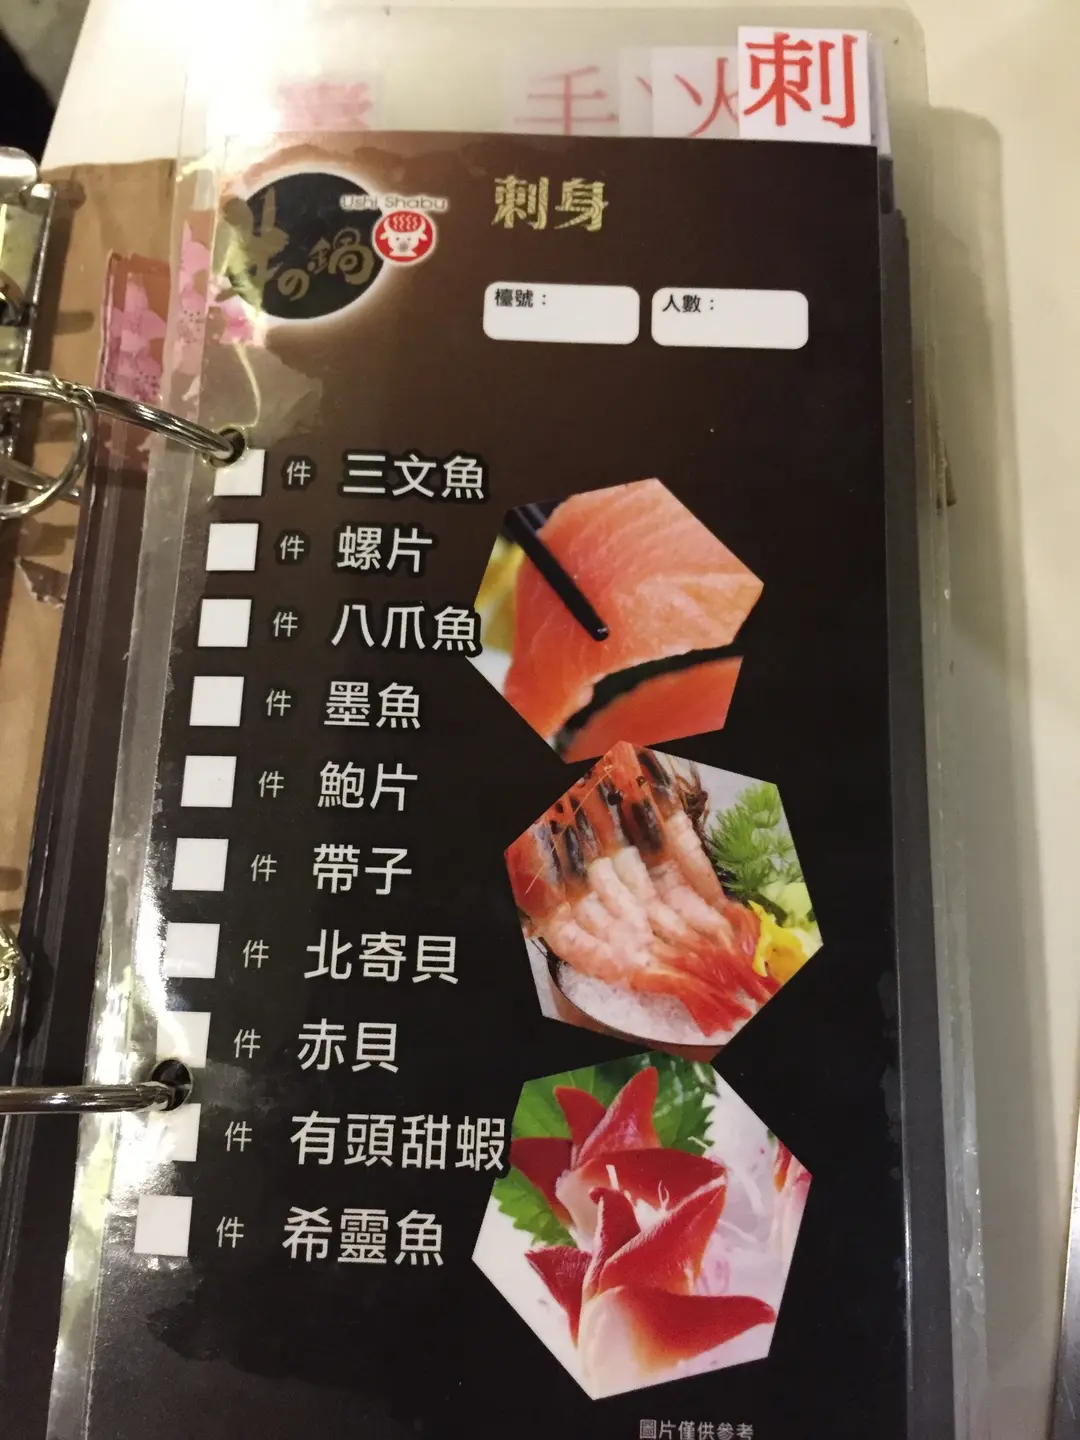 刺
手
火
Ushi Shabu
牛の鍋
刺身
檯號：
人數：
件 三文魚
件 螺片
件 八爪魚
件 墨魚
件 鮑片
件 帶子
件 北寄貝
件 赤貝
件 有頭甜蝦
件 希靈魚
圖片僅供參考